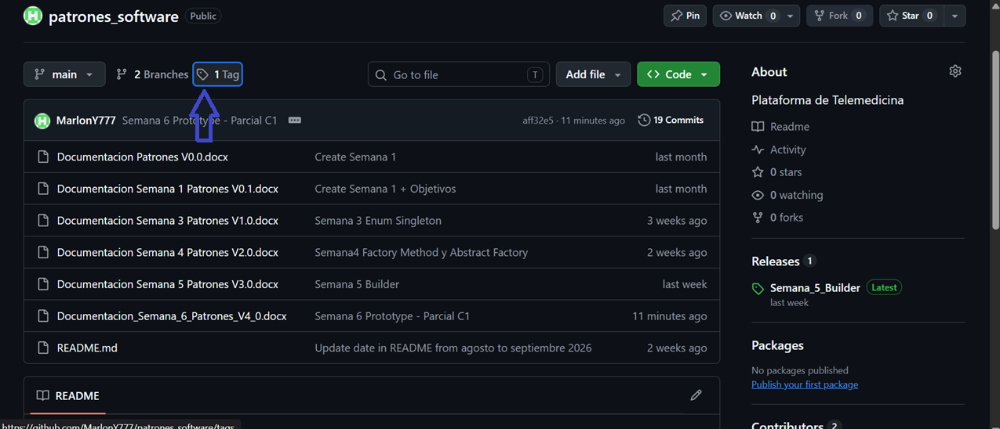 patrones_software Public Pin Watch 0 Fork 0 Star 0
main 2 Branches 1 Tag Go to file T Add file Code
MarlonY777 Semana 6 Prototype - Parcial C1 aff32e5 · 11 minutes ago 19 Commits
Documentacion Patrones V0.0.docx Create Semana 1 last month
Documentacion Semana 1 Patrones V0.1.docx Create Semana 1 + Objetivos last month
Documentacion Semana 3 Patrones V1.0.docx Semana 3 Enum Singleton 3 weeks ago
Documentacion Semana 4 Patrones V2.0.docx Semana4 Factory Method y Abstract Factory 2 weeks ago
Documentacion Semana 5 Patrones V3.0.docx Semana 5 Builder last week
Documentacion_Semana_6_Patrones_V4_0.docx Semana 6 Prototype - Parcial C1 11 minutes ago
README.md Update date in README from agosto to septiembre 2026 2 weeks ago
README
About
Plataforma de Telemedicina
Readme
Activity
0 stars
0 watching
0 forks
Releases 1
Semana_5_Builder Latest
last week
Packages
No packages published
Publish your first package
Contributors 2
https://github.com/MarlonY777/patrones_software/tags